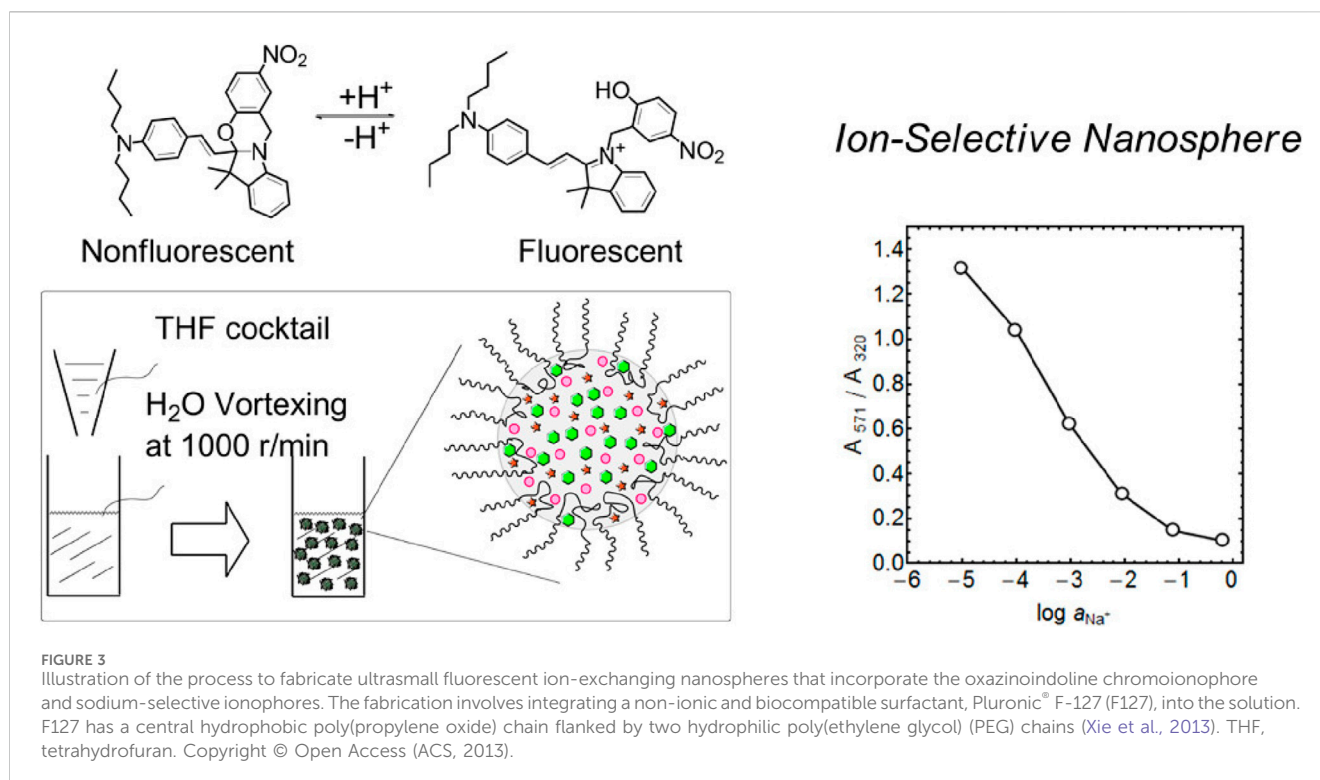 NO₂
+H⁺
-H⁺
N
O
N
Nonfluorescent
HO
N
N⁺
NO₂
Fluorescent
THF cocktail
H₂O Vortexing
at 1000 r/min
Ion-Selective Nanosphere
1.4
1.2
1.0
0.8
0.6
0.4
0.2
0.0
A 571 / A 320
−6 −5 −4 −3 −2 −1 0
log a Na⁺
FIGURE 3
Illustration of the process to fabricate ultrasmall fluorescent ion-exchanging nanospheres that incorporate the oxazinoindoline chromoionophore
and sodium-selective ionophores. The fabrication involves integrating a non-ionic and biocompatible surfactant, Pluronic® F-127 (F127), into the solution.
F127 has a central hydrophobic poly(propylene oxide) chain flanked by two hydrophilic poly(ethylene glycol) (PEG) chains (Xie et al., 2013). THF,
tetrahydrofuran. Copyright © Open Access (ACS, 2013).